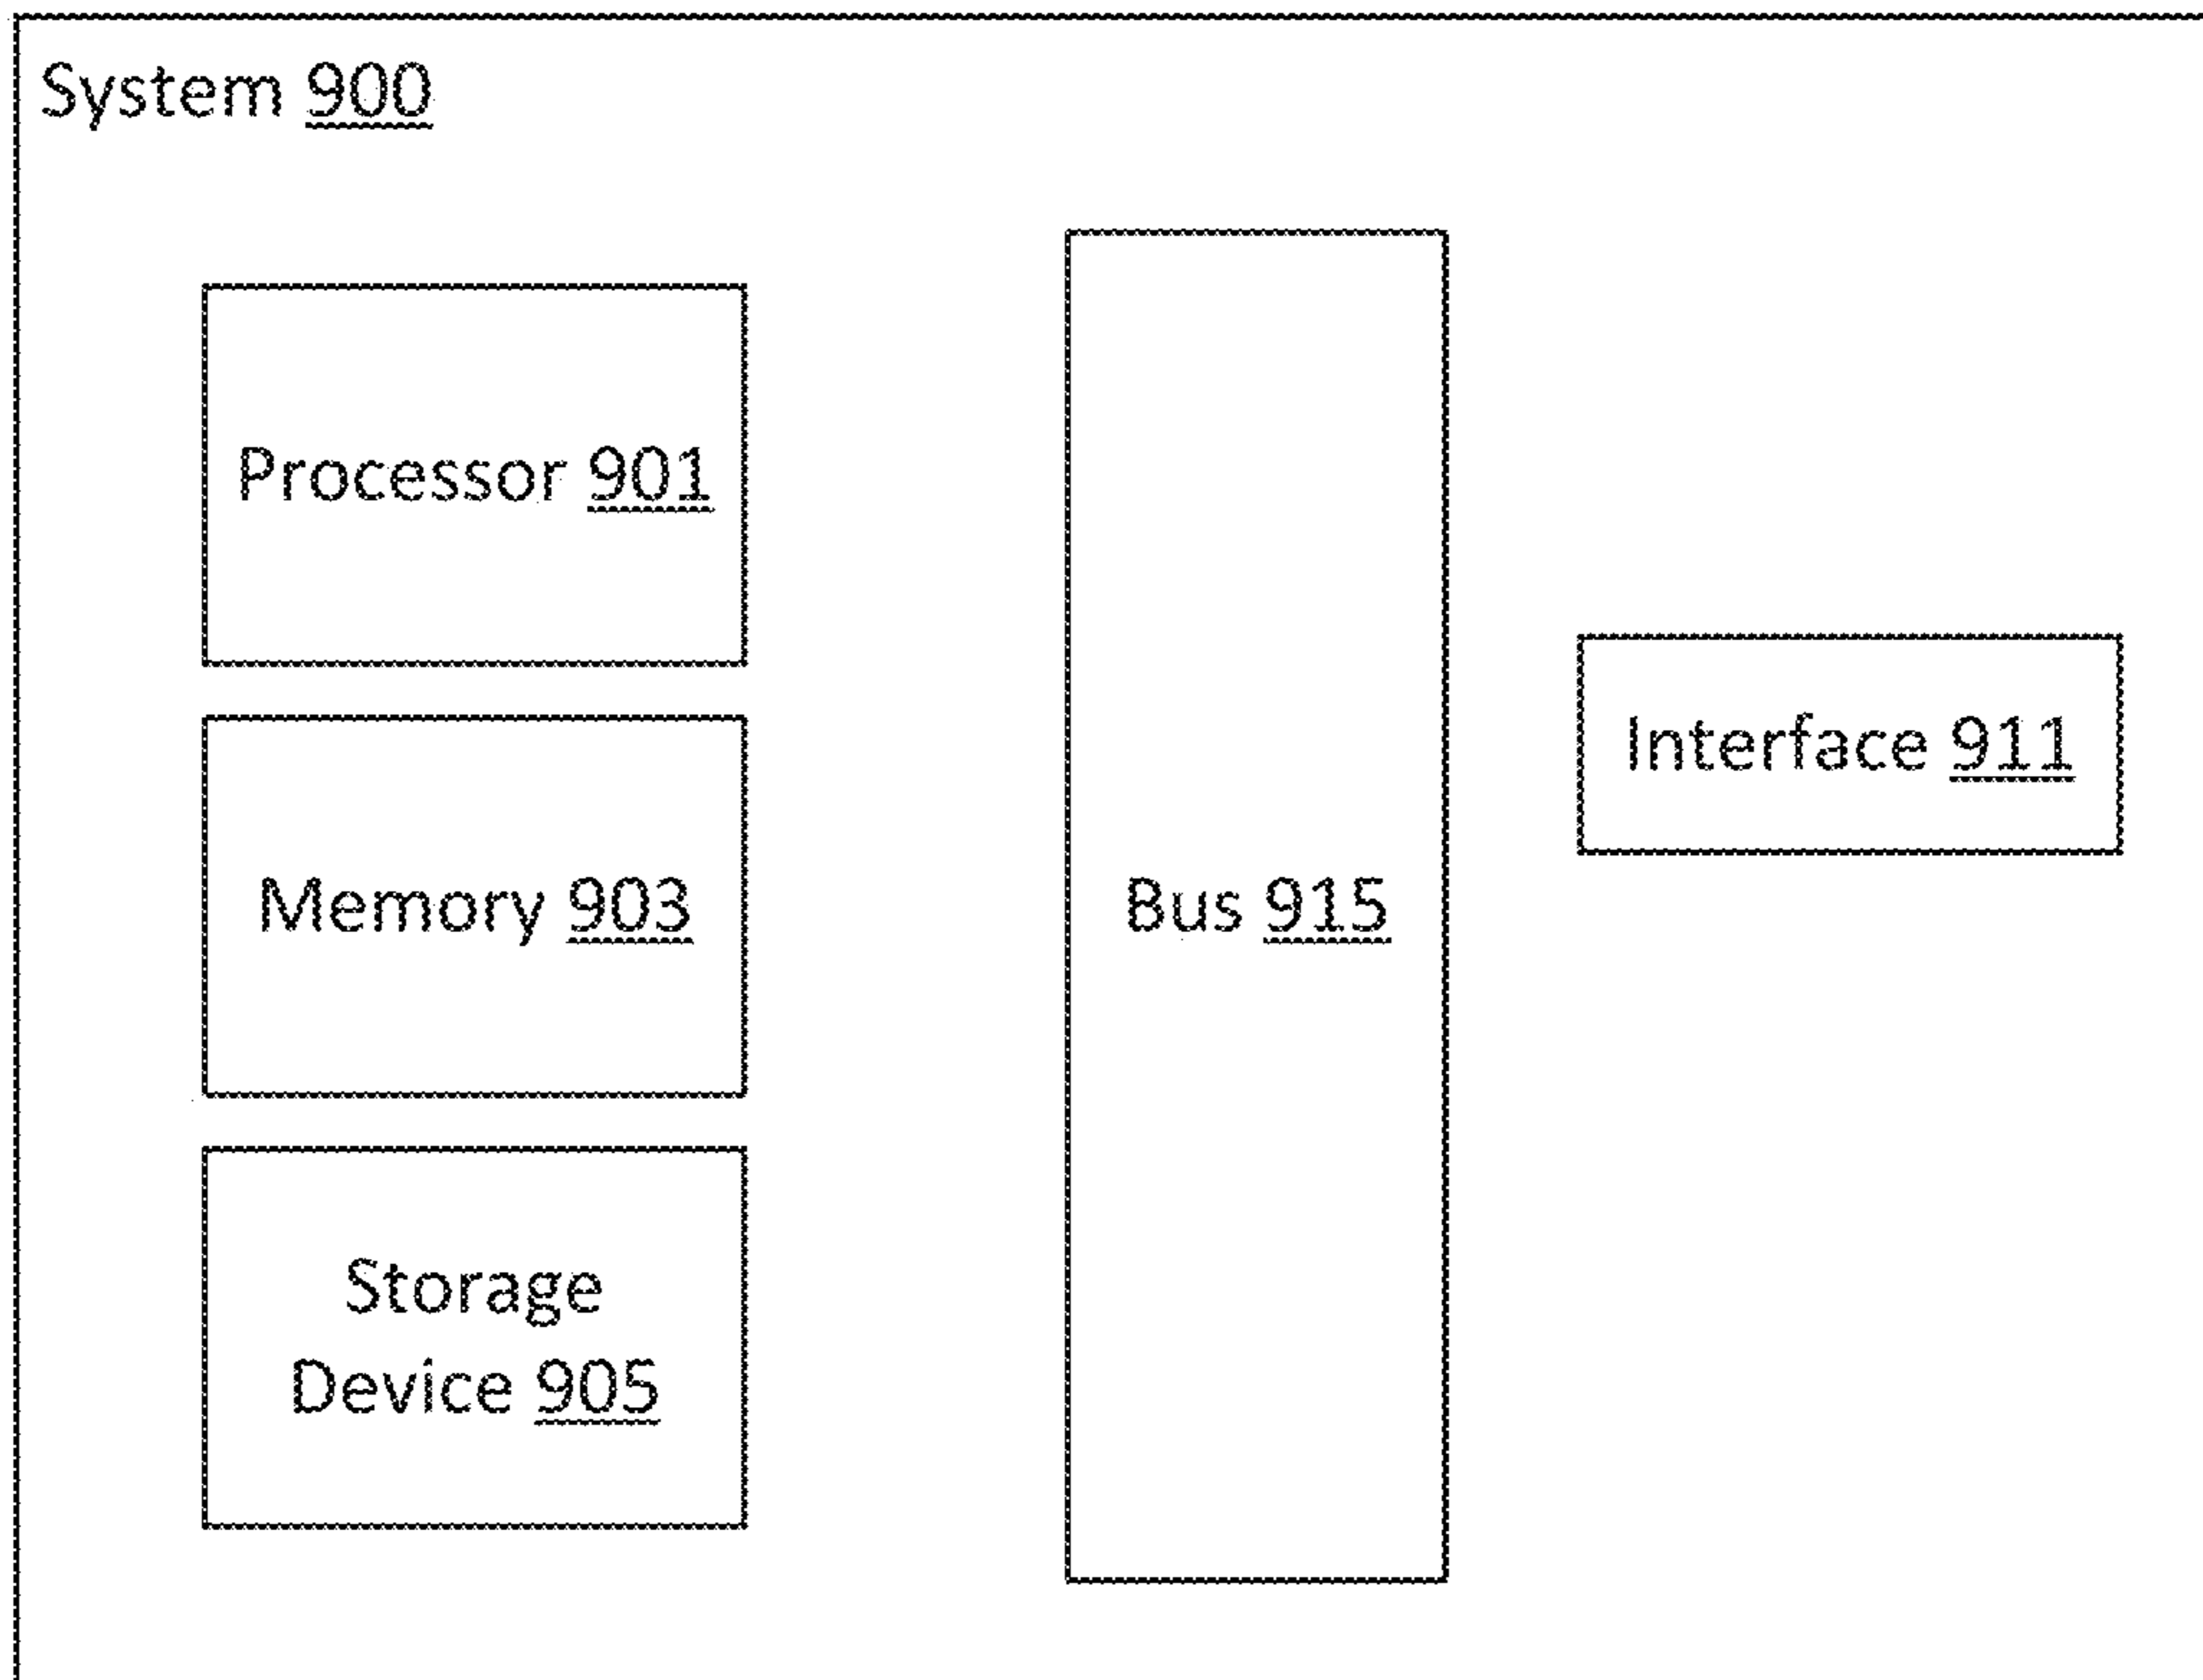 System 900
Processor 901
Memory 903
Storage
Device 905
Bus 915
Interface 911